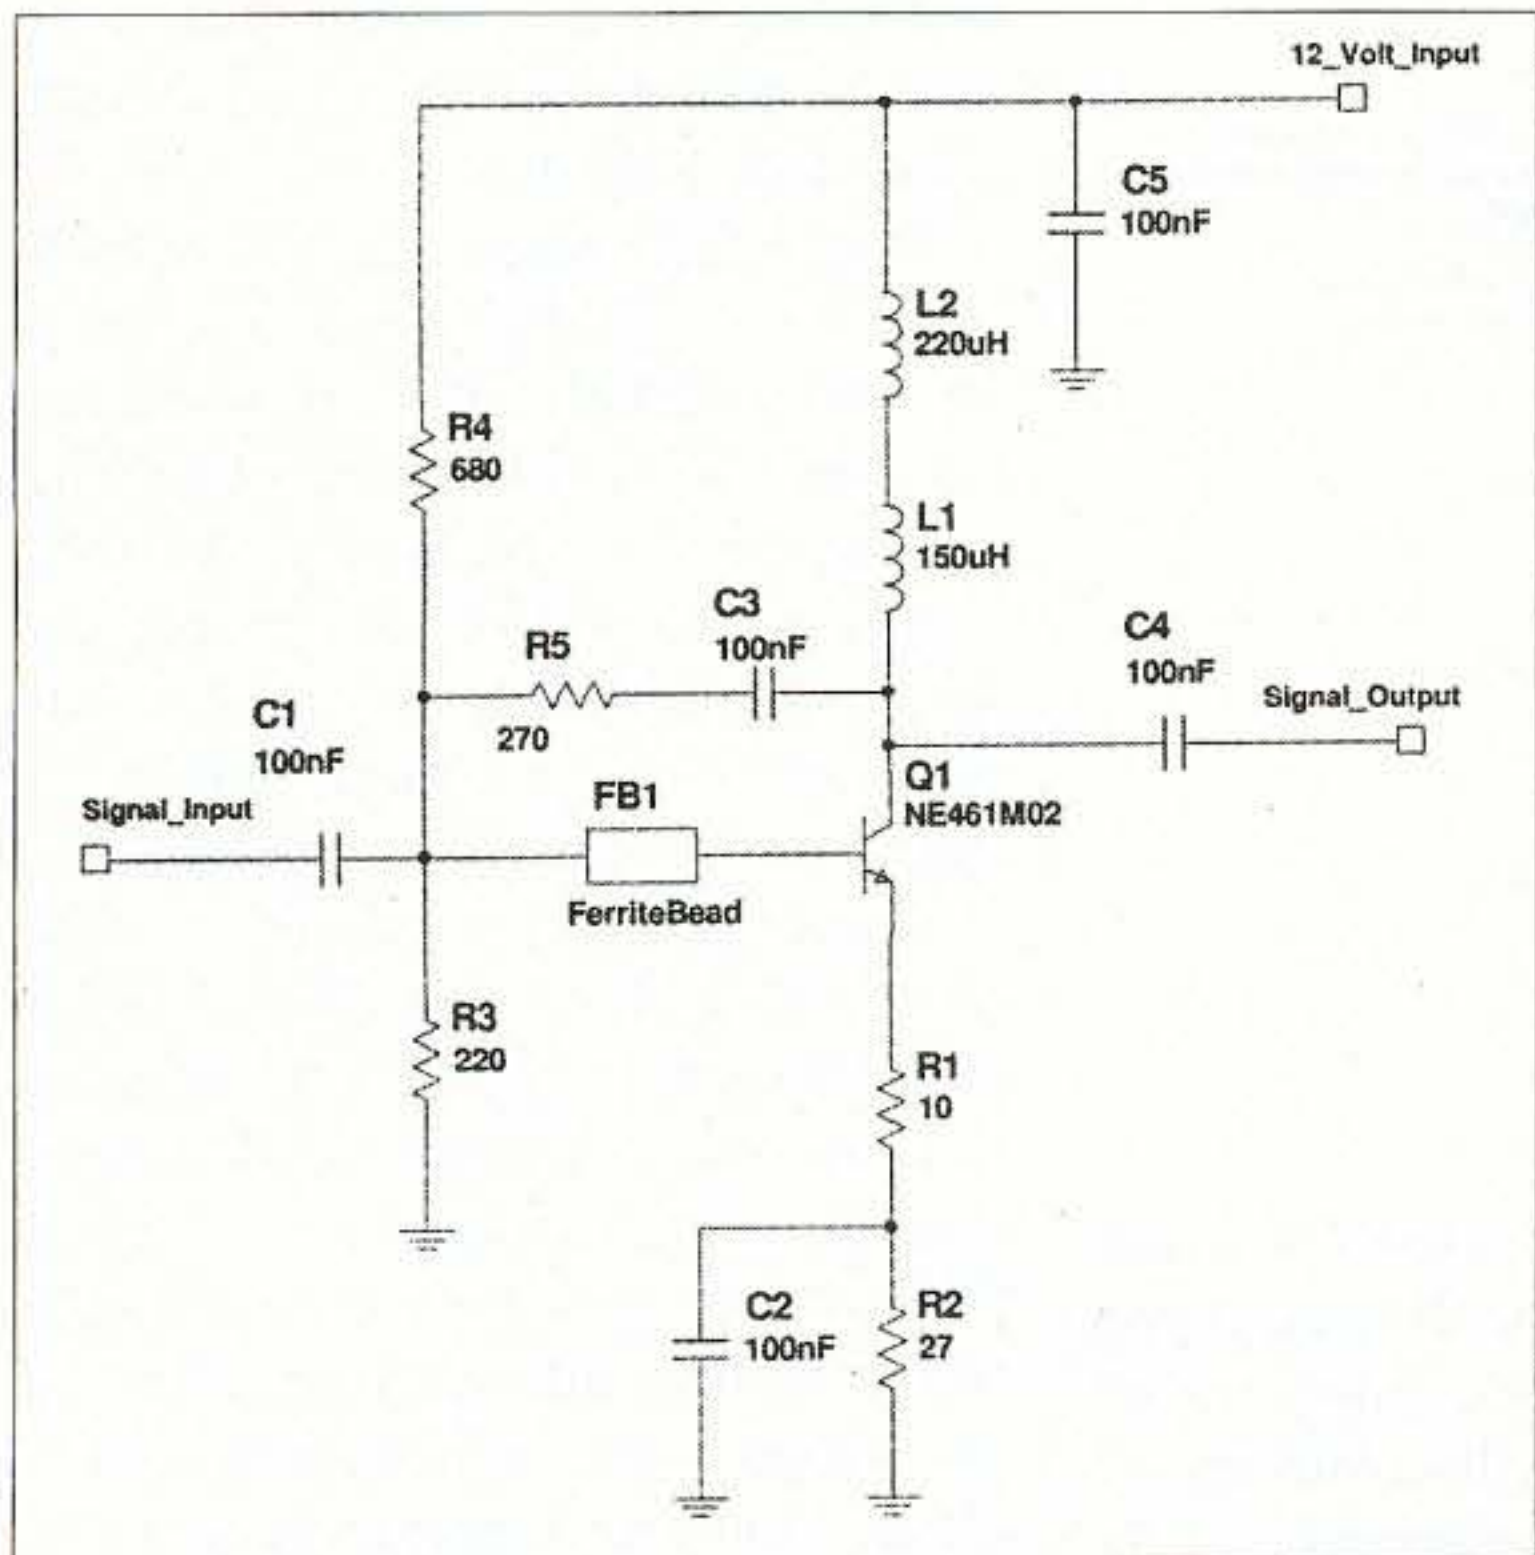 12_Volt_Input
C5
100nF
L2
220uH
R4
680
L1
150uH
C3
100nF
R5
270
C4
100nF
Signal_Output
C1
100nF
Signal_Input
FB1
FerriteBead
Q1
NE461M02
R3
220
R1
10
C2
100nF
R2
27